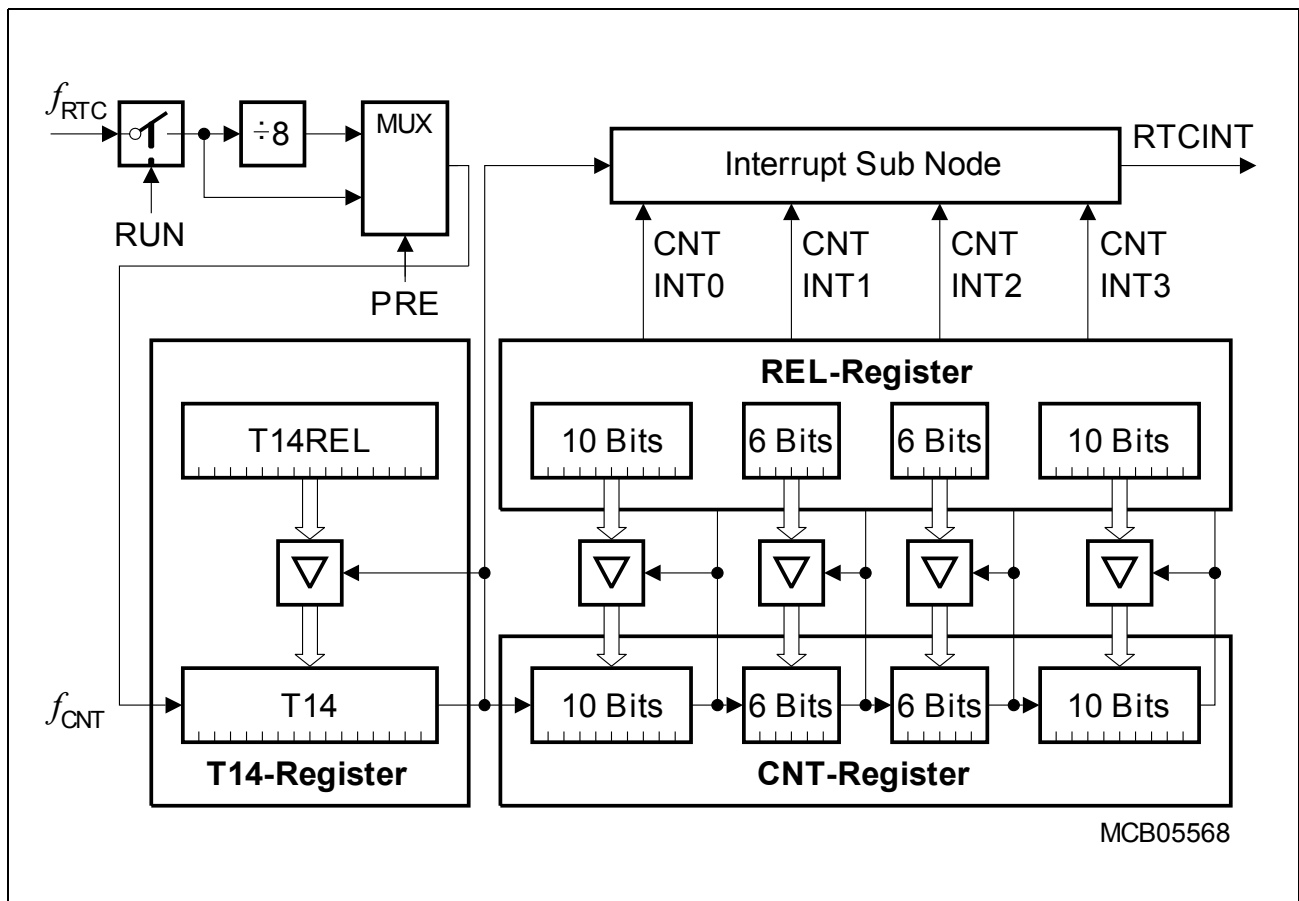 fRTC
÷8
MUX
RUN
PRE
Interrupt Sub Node
RTCINT
CNT
INT0
CNT
INT1
CNT
INT2
CNT
INT3
REL-Register
T14REL
10 Bits
6 Bits
6 Bits
10 Bits
fCNT
T14
10 Bits
6 Bits
6 Bits
10 Bits
T14-Register
CNT-Register
MCB05568